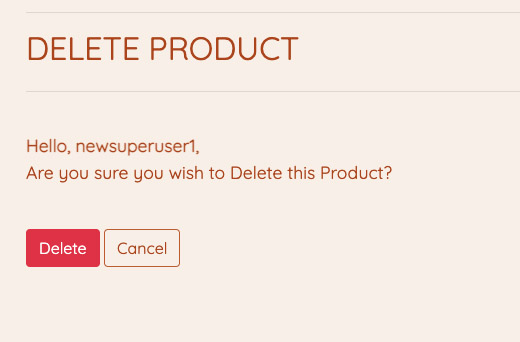 DELETE PRODUCT
Hello, newsuperuser1,
Are you sure you wish to Delete this Product?
Delete
Cancel